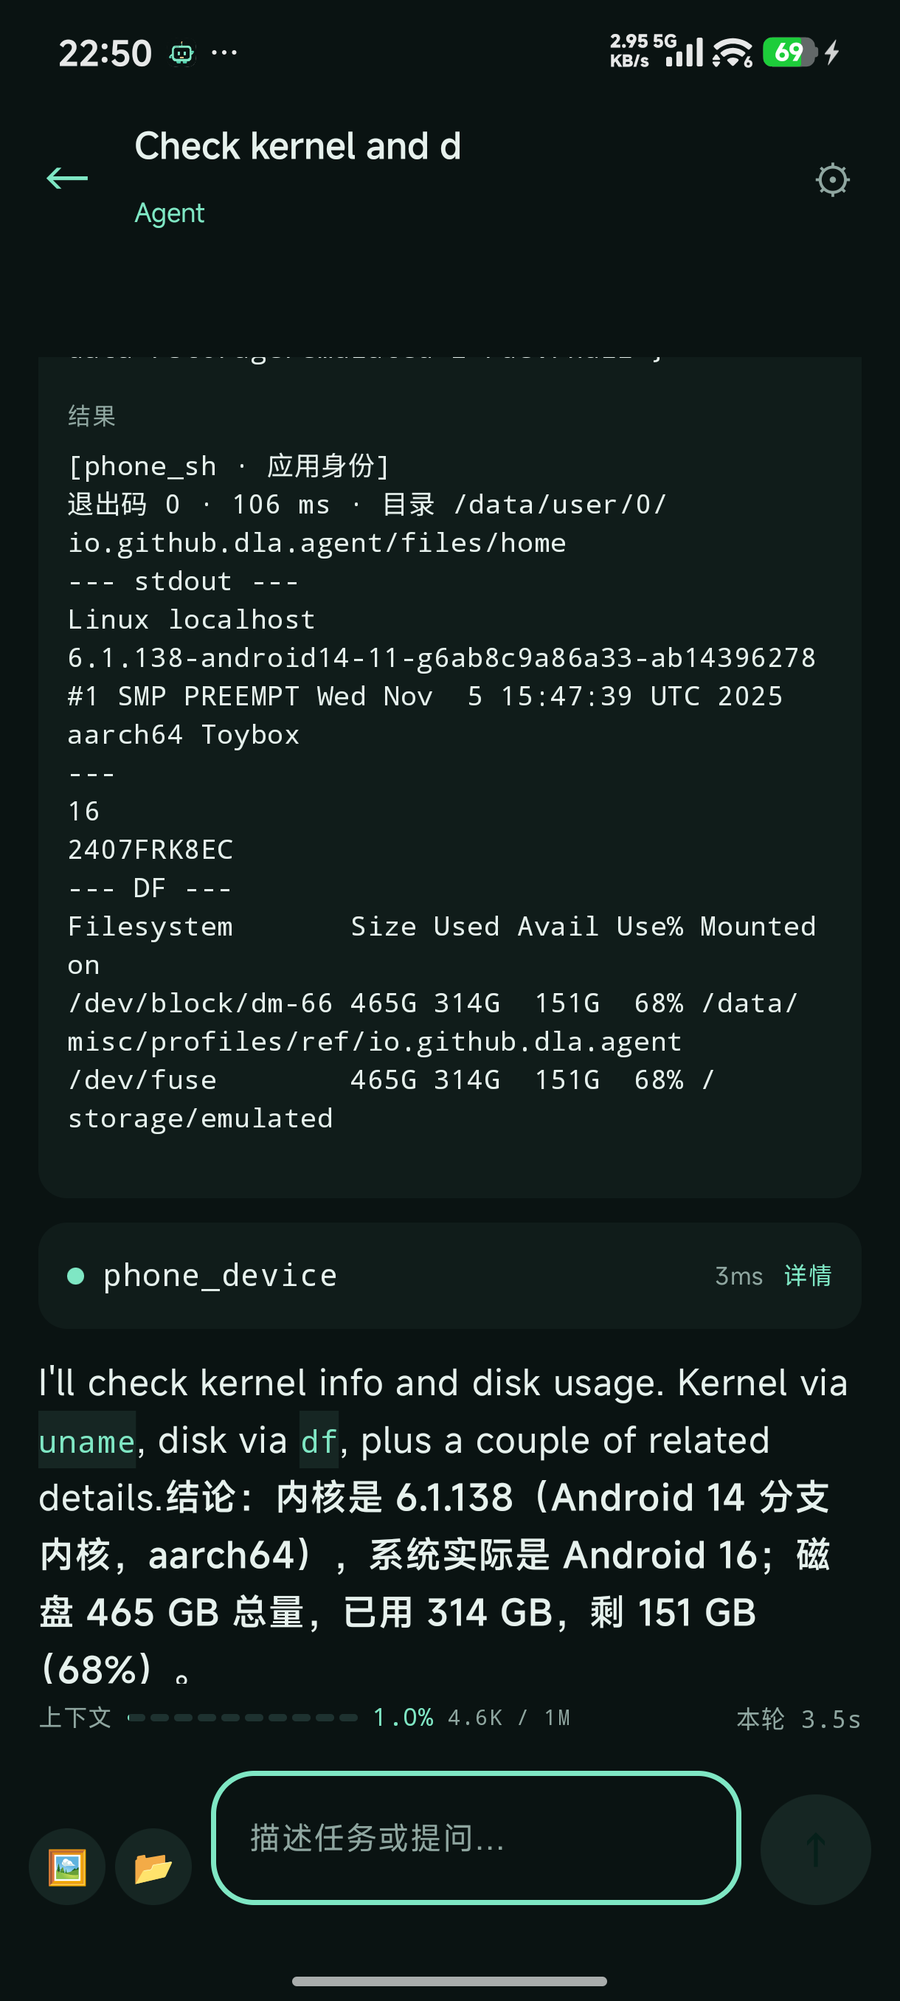 22:50
2.95 5G
KB/s
6
69
Check kernel and d
Agent
结果
[phone_sh · 应用身份]
退出码 0 · 106 ms · 目录 /data/user/0/
io.github.dla.agent/files/home
--- stdout ---
Linux localhost
6.1.138-android14-11-g6ab8c9a86a33-ab14396278
#1 SMP PREEMPT Wed Nov  5 15:47:39 UTC 2025
aarch64 Toybox
---
16
2407FRK8EC
--- DF ---
Filesystem       Size Used Avail Use% Mounted
on
/dev/block/dm-66 465G 314G  151G  68% /data/
misc/profiles/ref/io.github.dla.agent
/dev/fuse        465G 314G  151G  68% /
storage/emulated
phone_device 3ms 详情
I'll check kernel info and disk usage. Kernel via
uname, disk via df, plus a couple of related
details.结论：内核是 6.1.138（Android 14 分支
内核，aarch64），系统实际是 Android 16；磁
盘 465 GB 总量，已用 314 GB，剩 151 GB
（68%）。
上下文 1.0% 4.6K / 1M 本轮 3.5s
描述任务或提问...